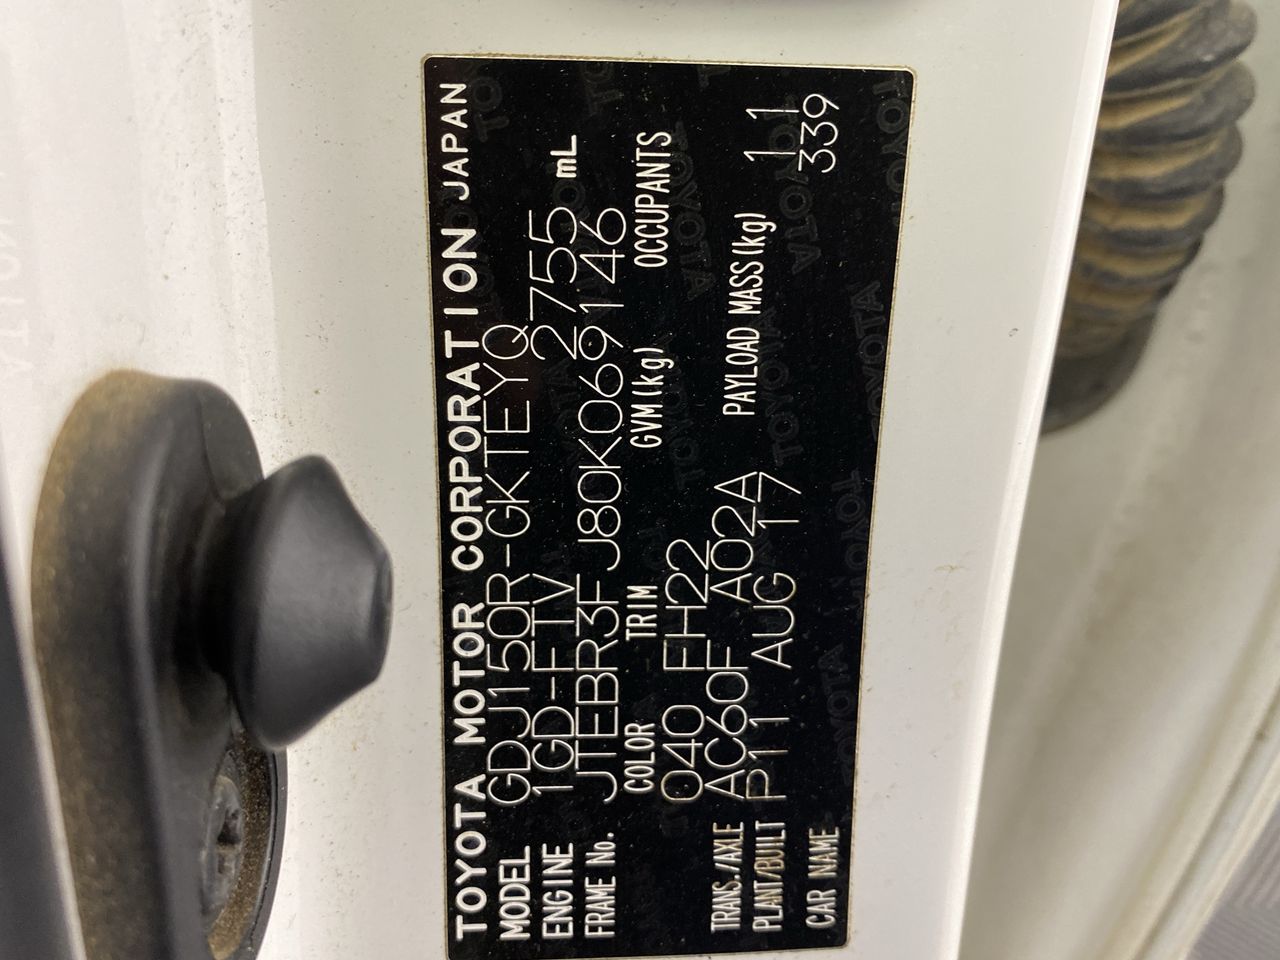 TOYOTA MOTOR CORPORATION JAPAN
MODEL GDJ150R-GKTEYQ
ENGINE 1GD-FTV 2755 mL
FRAME No. JTEBR3FJ80K069146
COLOR TRIM GVM(kg) OCCUPANTS
040 FH22
TRANS./AXLE AC60F A02A PAYLOAD MASS(kg) 11
PLANT/BUILT P11 AUG 17 339
CAR NAME